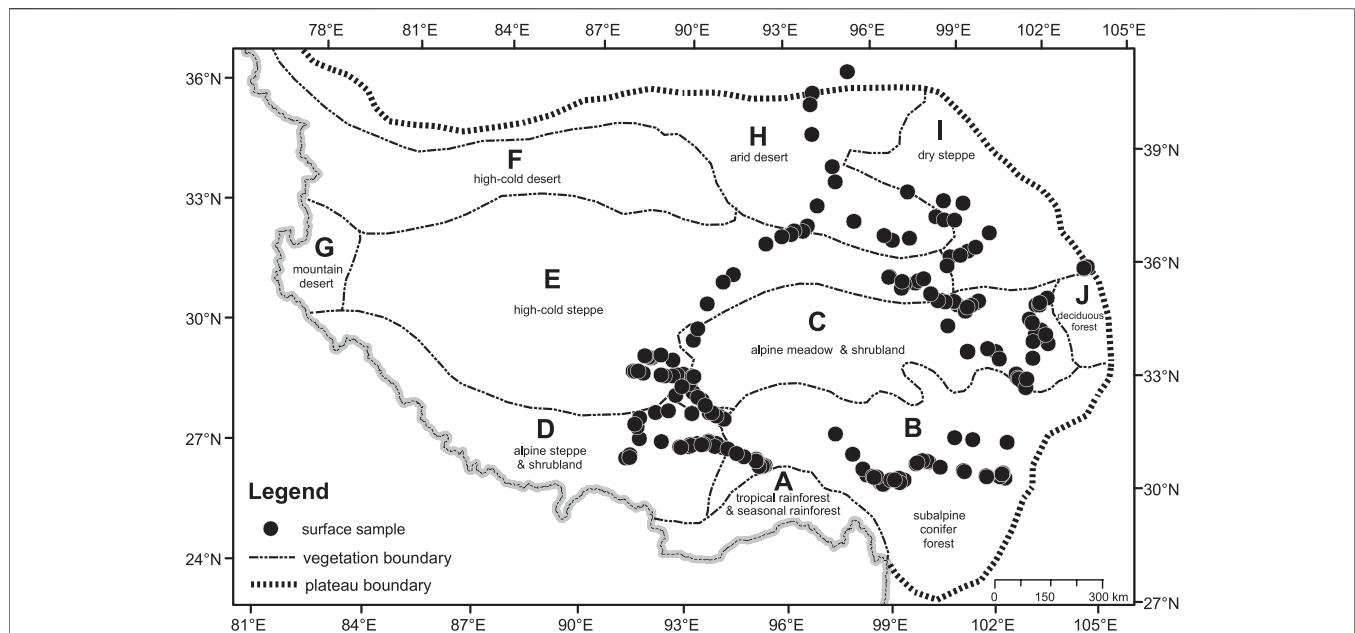 78°E 81°E 84°E 87°E 90°E 93°E 96°E 99°E 102°E 105°E
36°N
33°N
30°N
27°N
24°N
39°N
36°N
33°N
30°N
27°N
H
arid desert
I
dry steppe
F
high-cold desert
G
mountain
desert
E
high-cold steppe
C
alpine meadow & shrubland
J
deciduous
forest
D
alpine steppe
& shrubland
B
subalpine
conifer
forest
A
tropical rainforest
& seasonal rainforest
Legend
surface sample
vegetation boundary
plateau boundary
0 150 300 km
81°E 84°E 87°E 90°E 93°E 96°E 99°E 102°E 105°E